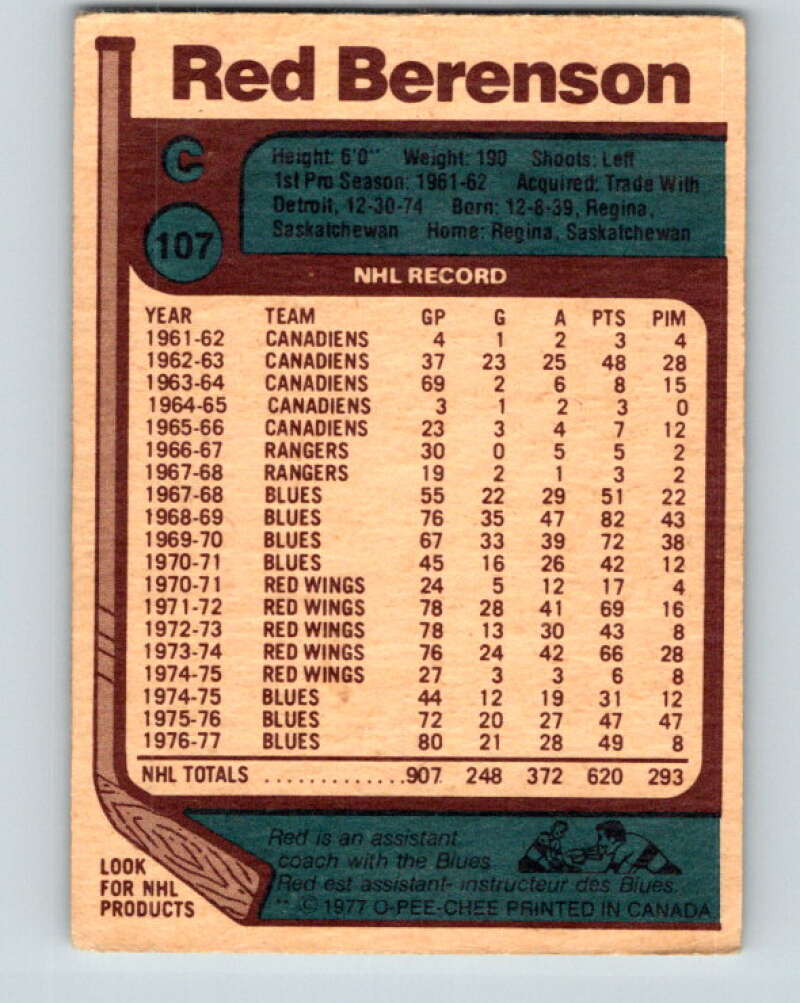 Red Berenson
C
Height: 6'0" Weight: 190 Shoots: Left
1st Pro Season: 1961-62 Acquired: Trade With
Detroit, 12-30-74 Born: 12-8-39, Regina,
Saskatchewan Home: Regina, Saskatchewan
107
NHL RECORD
YEAR TEAM GP G A PTS PIM
1961-62 CANADIENS 4 1 2 3 4
1962-63 CANADIENS 37 23 25 48 28
1963-64 CANADIENS 69 2 6 8 15
1964-65 CANADIENS 3 1 2 3 0
1965-66 CANADIENS 23 3 4 7 12
1966-67 RANGERS 30 0 5 5 2
1967-68 RANGERS 19 2 1 3 2
1967-68 BLUES 55 22 29 51 22
1968-69 BLUES 76 35 47 82 43
1969-70 BLUES 67 33 39 72 38
1970-71 BLUES 45 16 26 42 12
1970-71 RED WINGS 24 5 12 17 4
1971-72 RED WINGS 78 28 41 69 16
1972-73 RED WINGS 78 13 30 43 8
1973-74 RED WINGS 76 24 42 66 28
1974-75 RED WINGS 27 3 3 6 8
1974-75 BLUES 44 12 19 31 12
1975-76 BLUES 72 20 27 47 47
1976-77 BLUES 80 21 28 49 8
NHL TOTALS .............907 248 372 620 293
Red is an assistant
coach with the Blues
Red est assistant- instructeur des Blues.
** © 1977 O-PEE-CHEE PRINTED IN CANADA
LOOK
FOR NHL
PRODUCTS